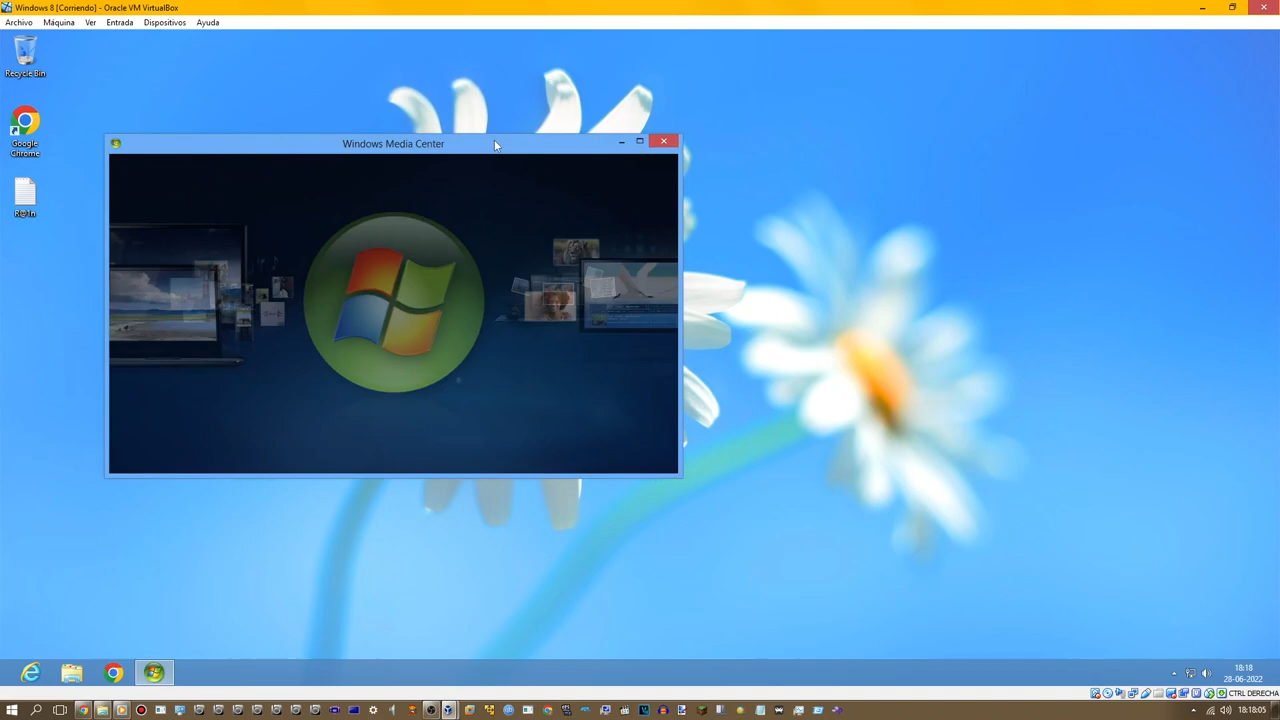 Windows 8 [Corriendo] - Oracle VM VirtualBox
Archivo Máquina Ver Entrada Dispositivos Ayuda
Recycle Bin
Google
Chrome
R@1n
Windows Media Center
18:18
28-06-2022
CTRL DERECHA
18:18:05